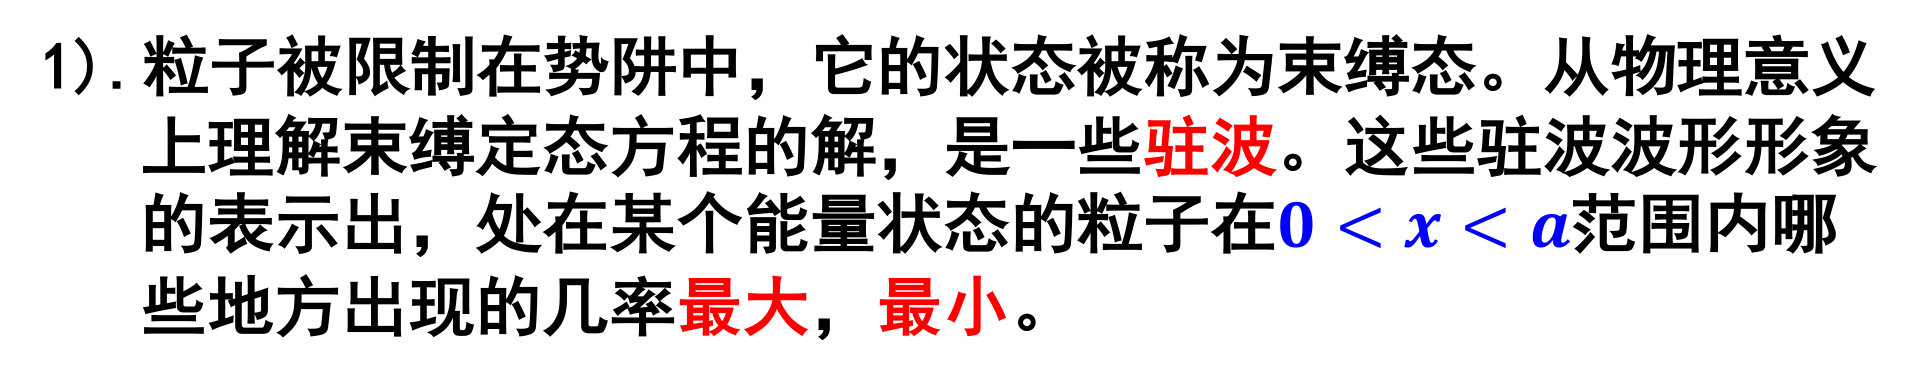 1). 粒子被限制在势阱中，它的状态被称为束缚态。从物理意义
上理解束缚定态方程的解，是一些驻波。这些驻波波形形象
的表示出，处在某个能量状态的粒子在0 < x < a范围内哪
些地方出现的几率最大，最小。